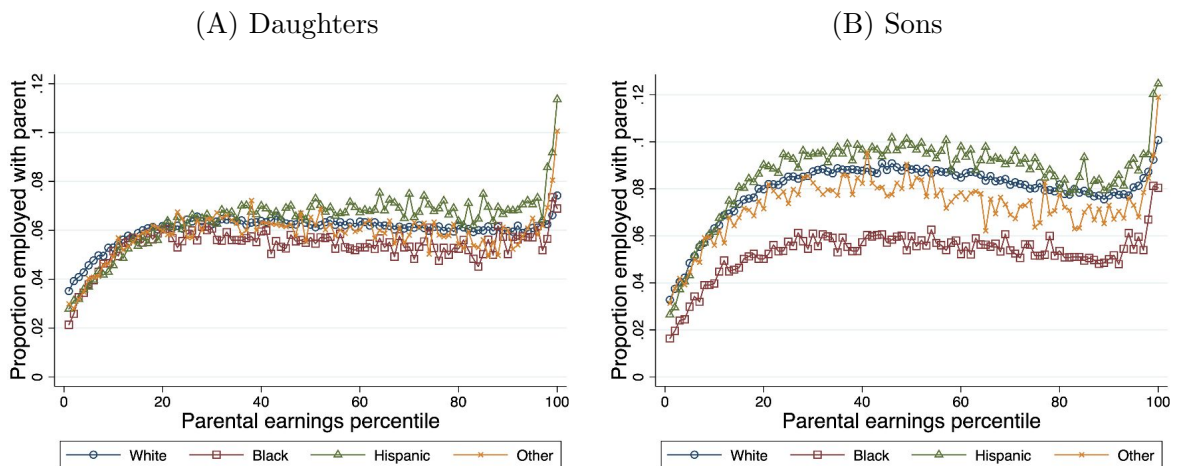 (A) Daughters
Proportion employed with parent
.12
.1
.08
.06
.04
.02
0
0 20 40 60 80 100
Parental earnings percentile
White Black Hispanic Other
(B) Sons
Proportion employed with parent
.12
.1
.08
.06
.04
.02
0
0 20 40 60 80 100
Parental earnings percentile
White Black Hispanic Other